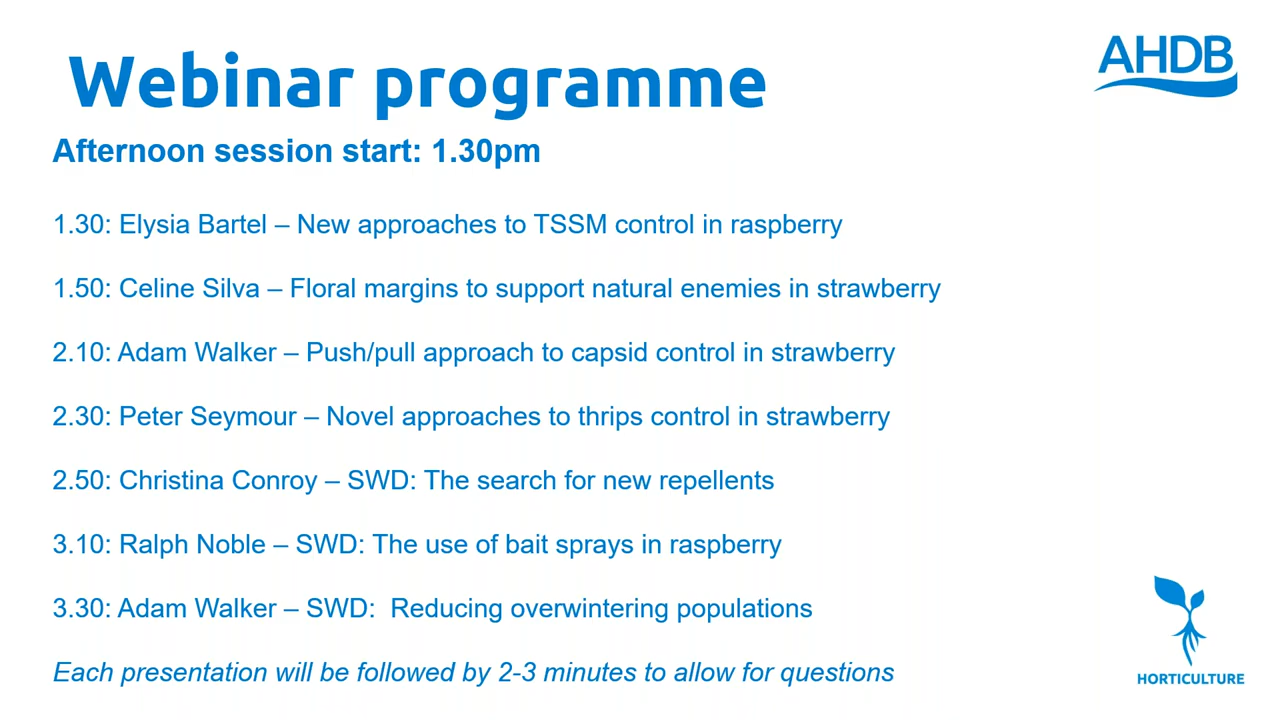 Webinar programme
AHDB
Afternoon session start: 1.30pm
1.30: Elysia Bartel – New approaches to TSSM control in raspberry
1.50: Celine Silva – Floral margins to support natural enemies in strawberry
2.10: Adam Walker – Push/pull approach to capsid control in strawberry
2.30: Peter Seymour – Novel approaches to thrips control in strawberry
2.50: Christina Conroy – SWD: The search for new repellents
3.10: Ralph Noble – SWD: The use of bait sprays in raspberry
3.30: Adam Walker – SWD:  Reducing overwintering populations
Each presentation will be followed by 2-3 minutes to allow for questions
HORTICULTURE